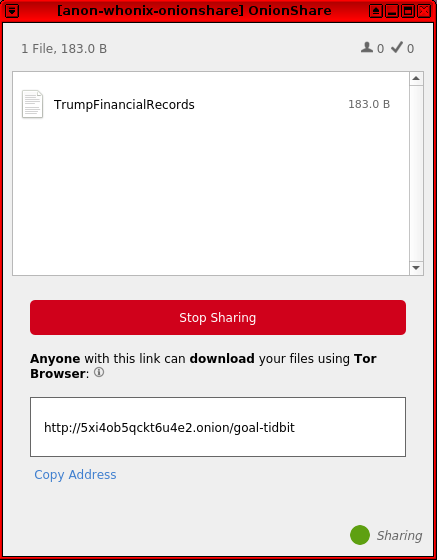 [anon-whonix-onionshare] OnionShare
1 File, 183.0 B
0
0
TrumpFinancialRecords
183.0 B
Stop Sharing
Anyone with this link can download your files using Tor
Browser:
http://5xi4ob5qckt6u4e2.onion/goal-tidbit
Copy Address
Sharing